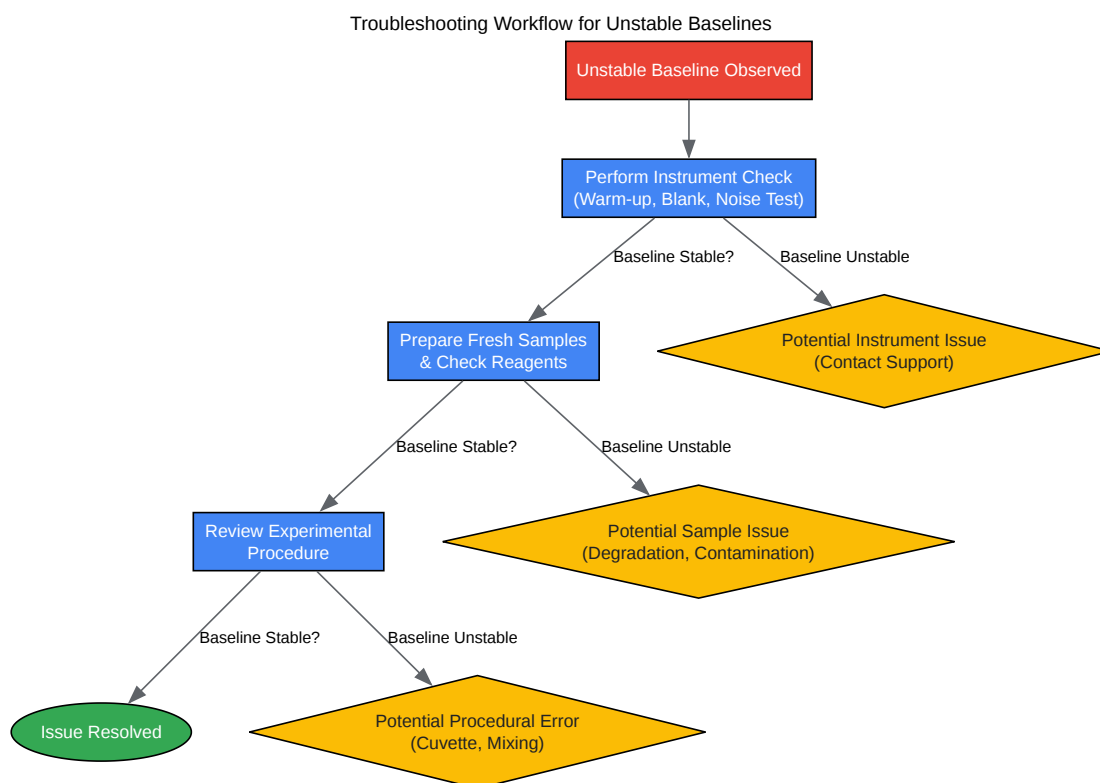 Troubleshooting Workflow for Unstable Baselines
Unstable Baseline Observed
Perform Instrument Check
(Warm-up, Blank, Noise Test)
Baseline Stable?
Baseline Unstable
Prepare Fresh Samples
& Check Reagents
Potential Instrument Issue
(Contact Support)
Baseline Stable?
Baseline Unstable
Review Experimental
Procedure
Potential Sample Issue
(Degradation, Contamination)
Baseline Stable?
Baseline Unstable
Issue Resolved
Potential Procedural Error
(Cuvette, Mixing)